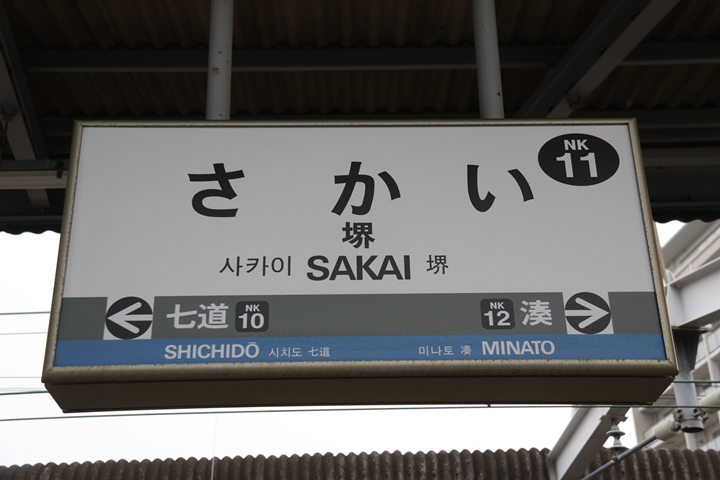 さかい NK 11
堺
사카이 SAKAI 堺
七道 NK 10 NK 12 湊
SHICHIDŌ 시치도 七道 미나토 湊 MINATO